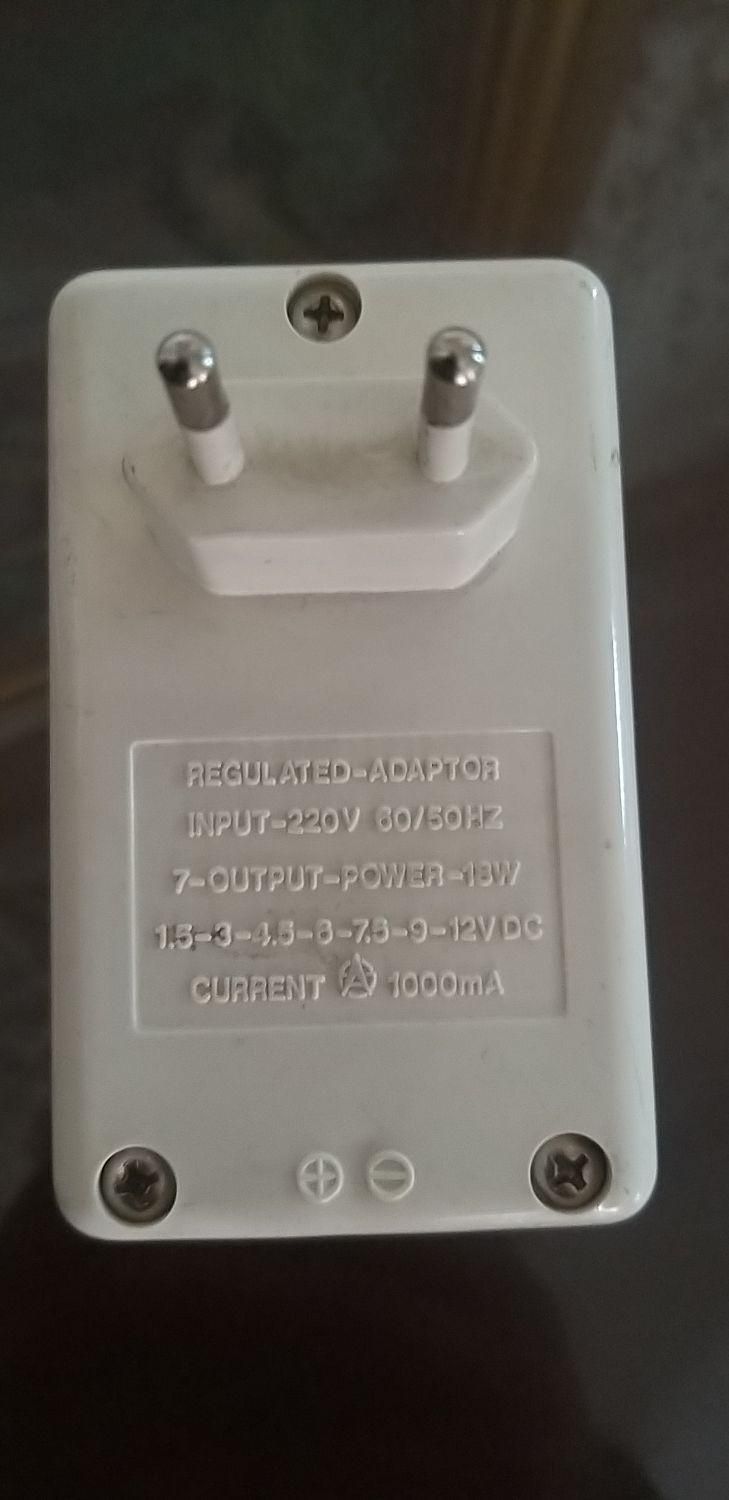 REGULATED-ADAPTOR
INPUT-220V 60/50HZ
7-OUTPUT-POWER-18W
1.5-3-4.5-6-7.5-9-12V DC
CURRENT A 1000mA
+ -